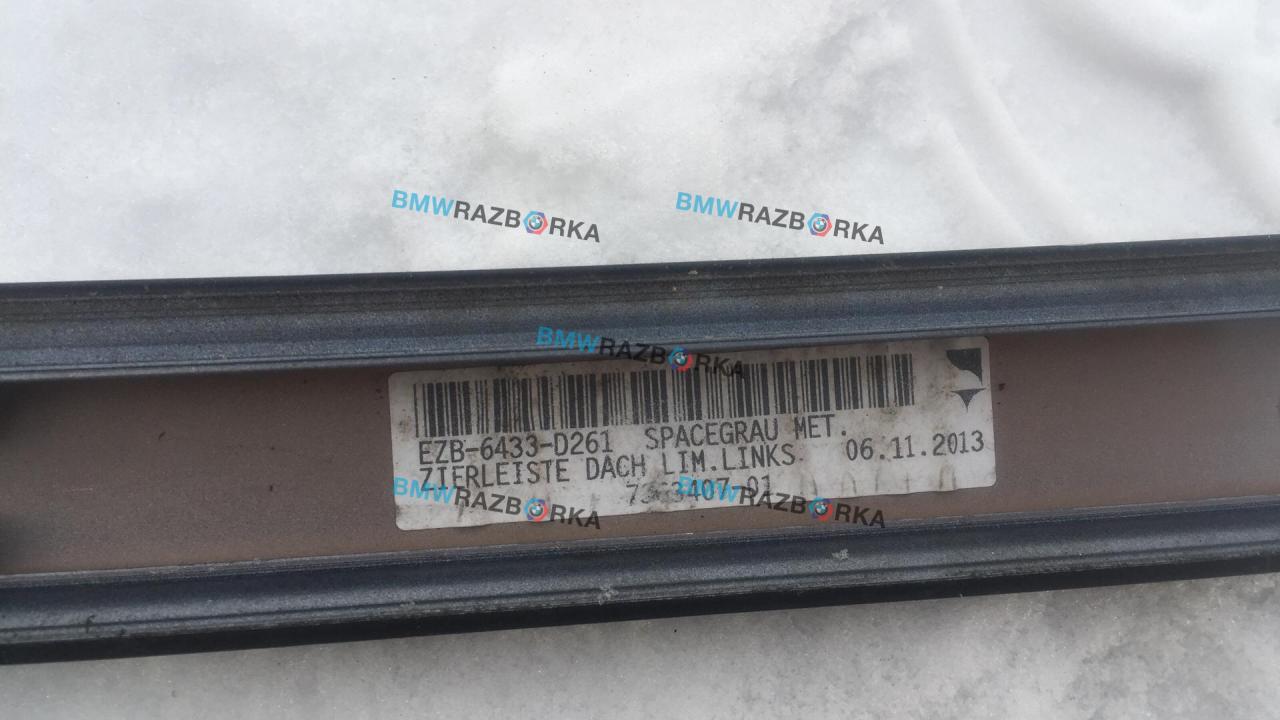 BMWRAZBORKA BMWRAZBORKA
BMWRAZBORKA
EZB-6433-D261 SPACEGRAU MET.
ZIERLEISTE DACH LIM.LINKS 06.11.2013
BMWRAZBORKA BMWRAZBORKA